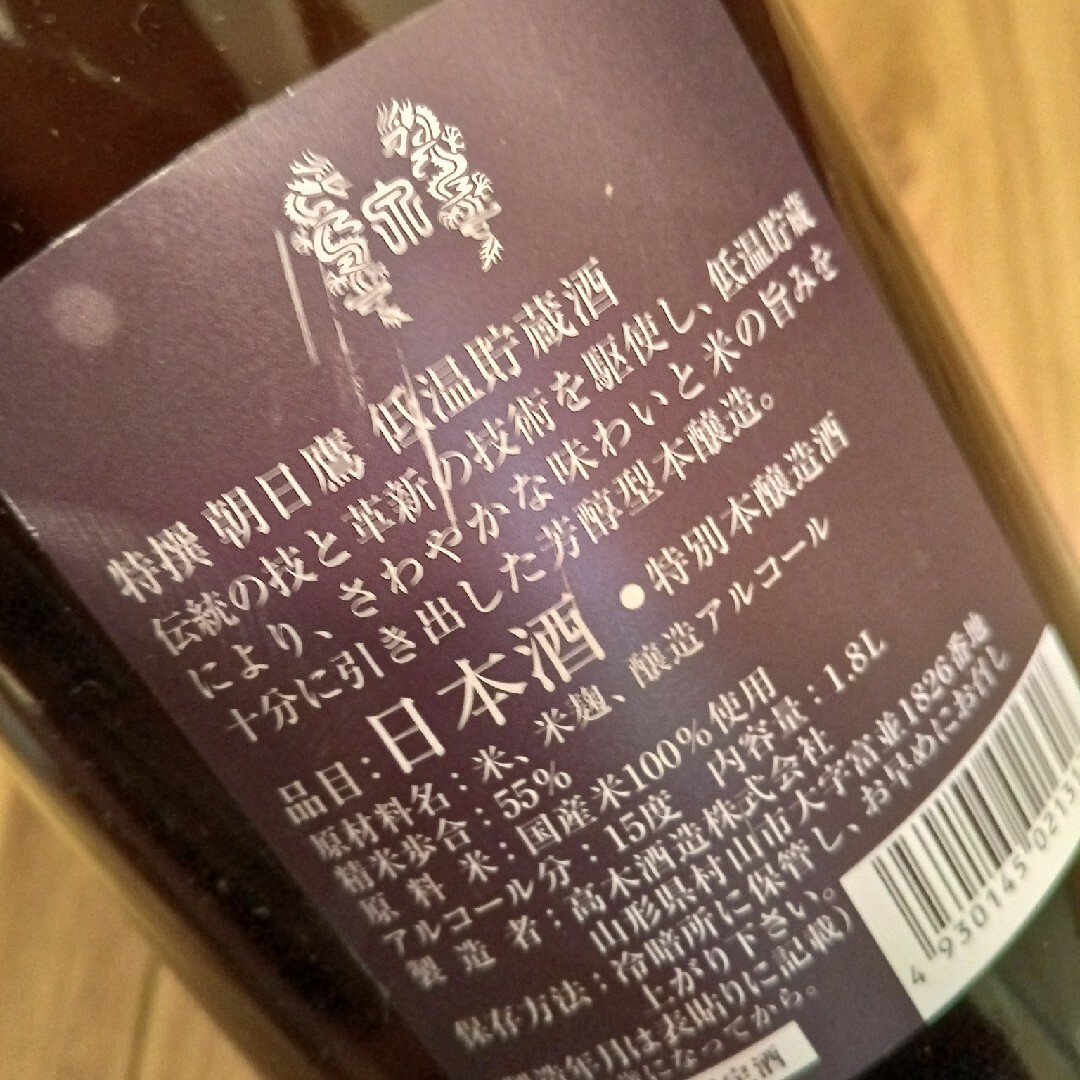 特撰 朝日鷹 低温貯蔵酒
伝統の技と革新の技術を駆使し、低温貯蔵
により、さわやかな味わいと米の旨みを
十分に引き出した芳醇型本醸造。
品目：日本酒 ●特別本醸造酒
原材料名：米、米麹、醸造アルコール
精米歩合：55%
原料米：国産米100%使用
アルコール分：15度 内容量：1.8L
製造者：高木酒造株式会社
山形県村山市大字富並1826番地
保存方法：冷暗所に保管し、お早めにお召し
上がり下さい。
製造年月は表貼りに記載）
になってから。
4 930145 02131